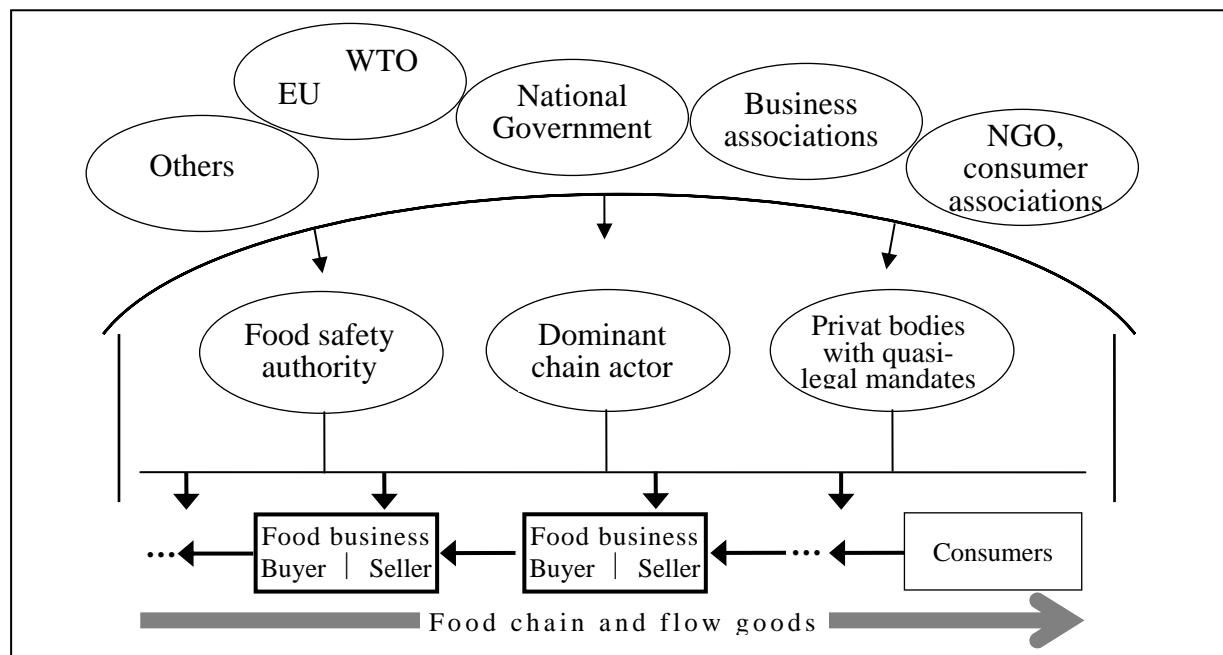 WTO
EU
National
Government
Business
associations
NGO,
consumer
associations
Others
Food safety
authority
Dominant
chain actor
Privat bodies
with quasi-
legal mandates
Food business
Buyer | Seller
Food business
Buyer | Seller
...
...
Consumers
Food chain and flow goods